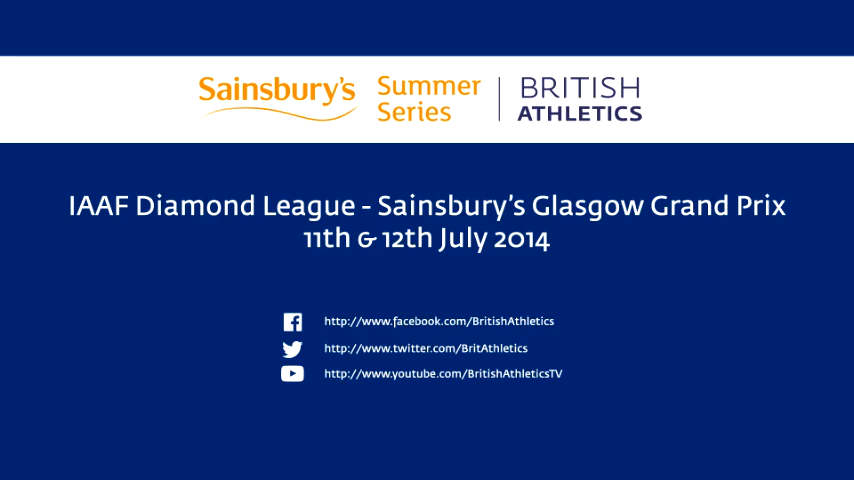 Sainsbury's
Summer
Series
BRITISH
ATHLETICS
IAAF Diamond League - Sainsbury's Glasgow Grand Prix
11th & 12th July 2014
http://www.facebook.com/BritishAthletics
http://www.twitter.com/BritAthletics
http://www.youtube.com/BritishAthleticsTV